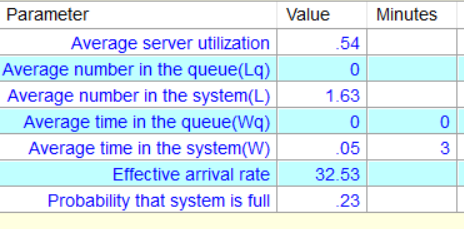 Parameter Value Minutes
Average server utilization .54
Average number in the queue(Lq) 0
Average number in the system(L) 1.63
Average time in the queue(Wq) 0 0
Average time in the system(W) .05 3
Effective arrival rate 32.53
Probability that system is full .23